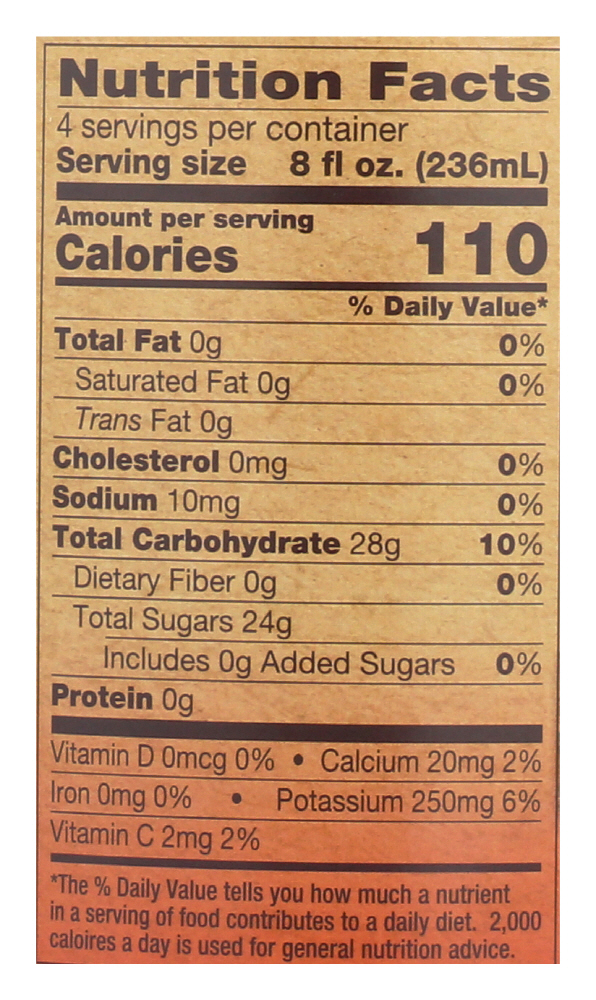 Nutrition Facts
4 servings per container
Serving size 8 fl oz. (236mL)
Amount per serving
Calories 110
% Daily Value*
Total Fat 0g 0%
Saturated Fat 0g 0%
Trans Fat 0g
Cholesterol 0mg 0%
Sodium 10mg 0%
Total Carbohydrate 28g 10%
Dietary Fiber 0g 0%
Total Sugars 24g
Includes 0g Added Sugars 0%
Protein 0g
Vitamin D 0mcg 0% • Calcium 20mg 2%
Iron 0mg 0% • Potassium 250mg 6%
Vitamin C 2mg 2%
*The % Daily Value tells you how much a nutrient
in a serving of food contributes to a daily diet. 2,000
caloires a day is used for general nutrition advice.